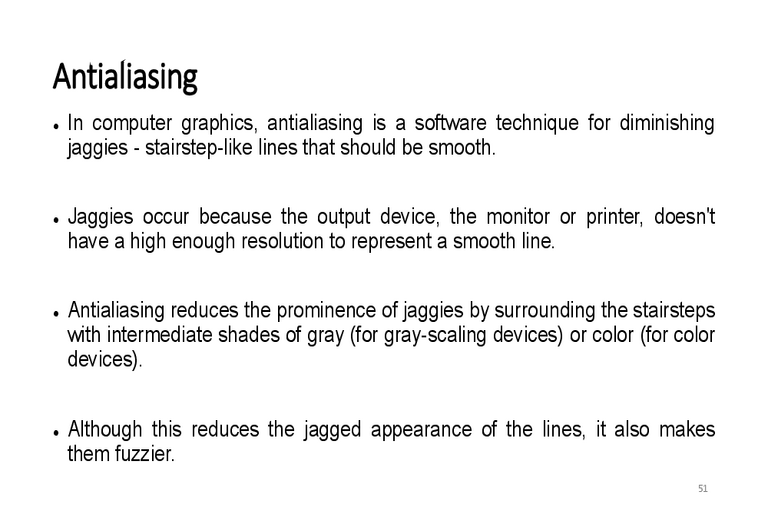 Antialiasing
• In computer graphics, antialiasing is a software technique for diminishing
jaggies - stairstep-like lines that should be smooth.
• Jaggies occur because the output device, the monitor or printer, doesn't
have a high enough resolution to represent a smooth line.
• Antialiasing reduces the prominence of jaggies by surrounding the stairsteps
with intermediate shades of gray (for gray-scaling devices) or color (for color
devices).
• Although this reduces the jagged appearance of the lines, it also makes
them fuzzier.
51